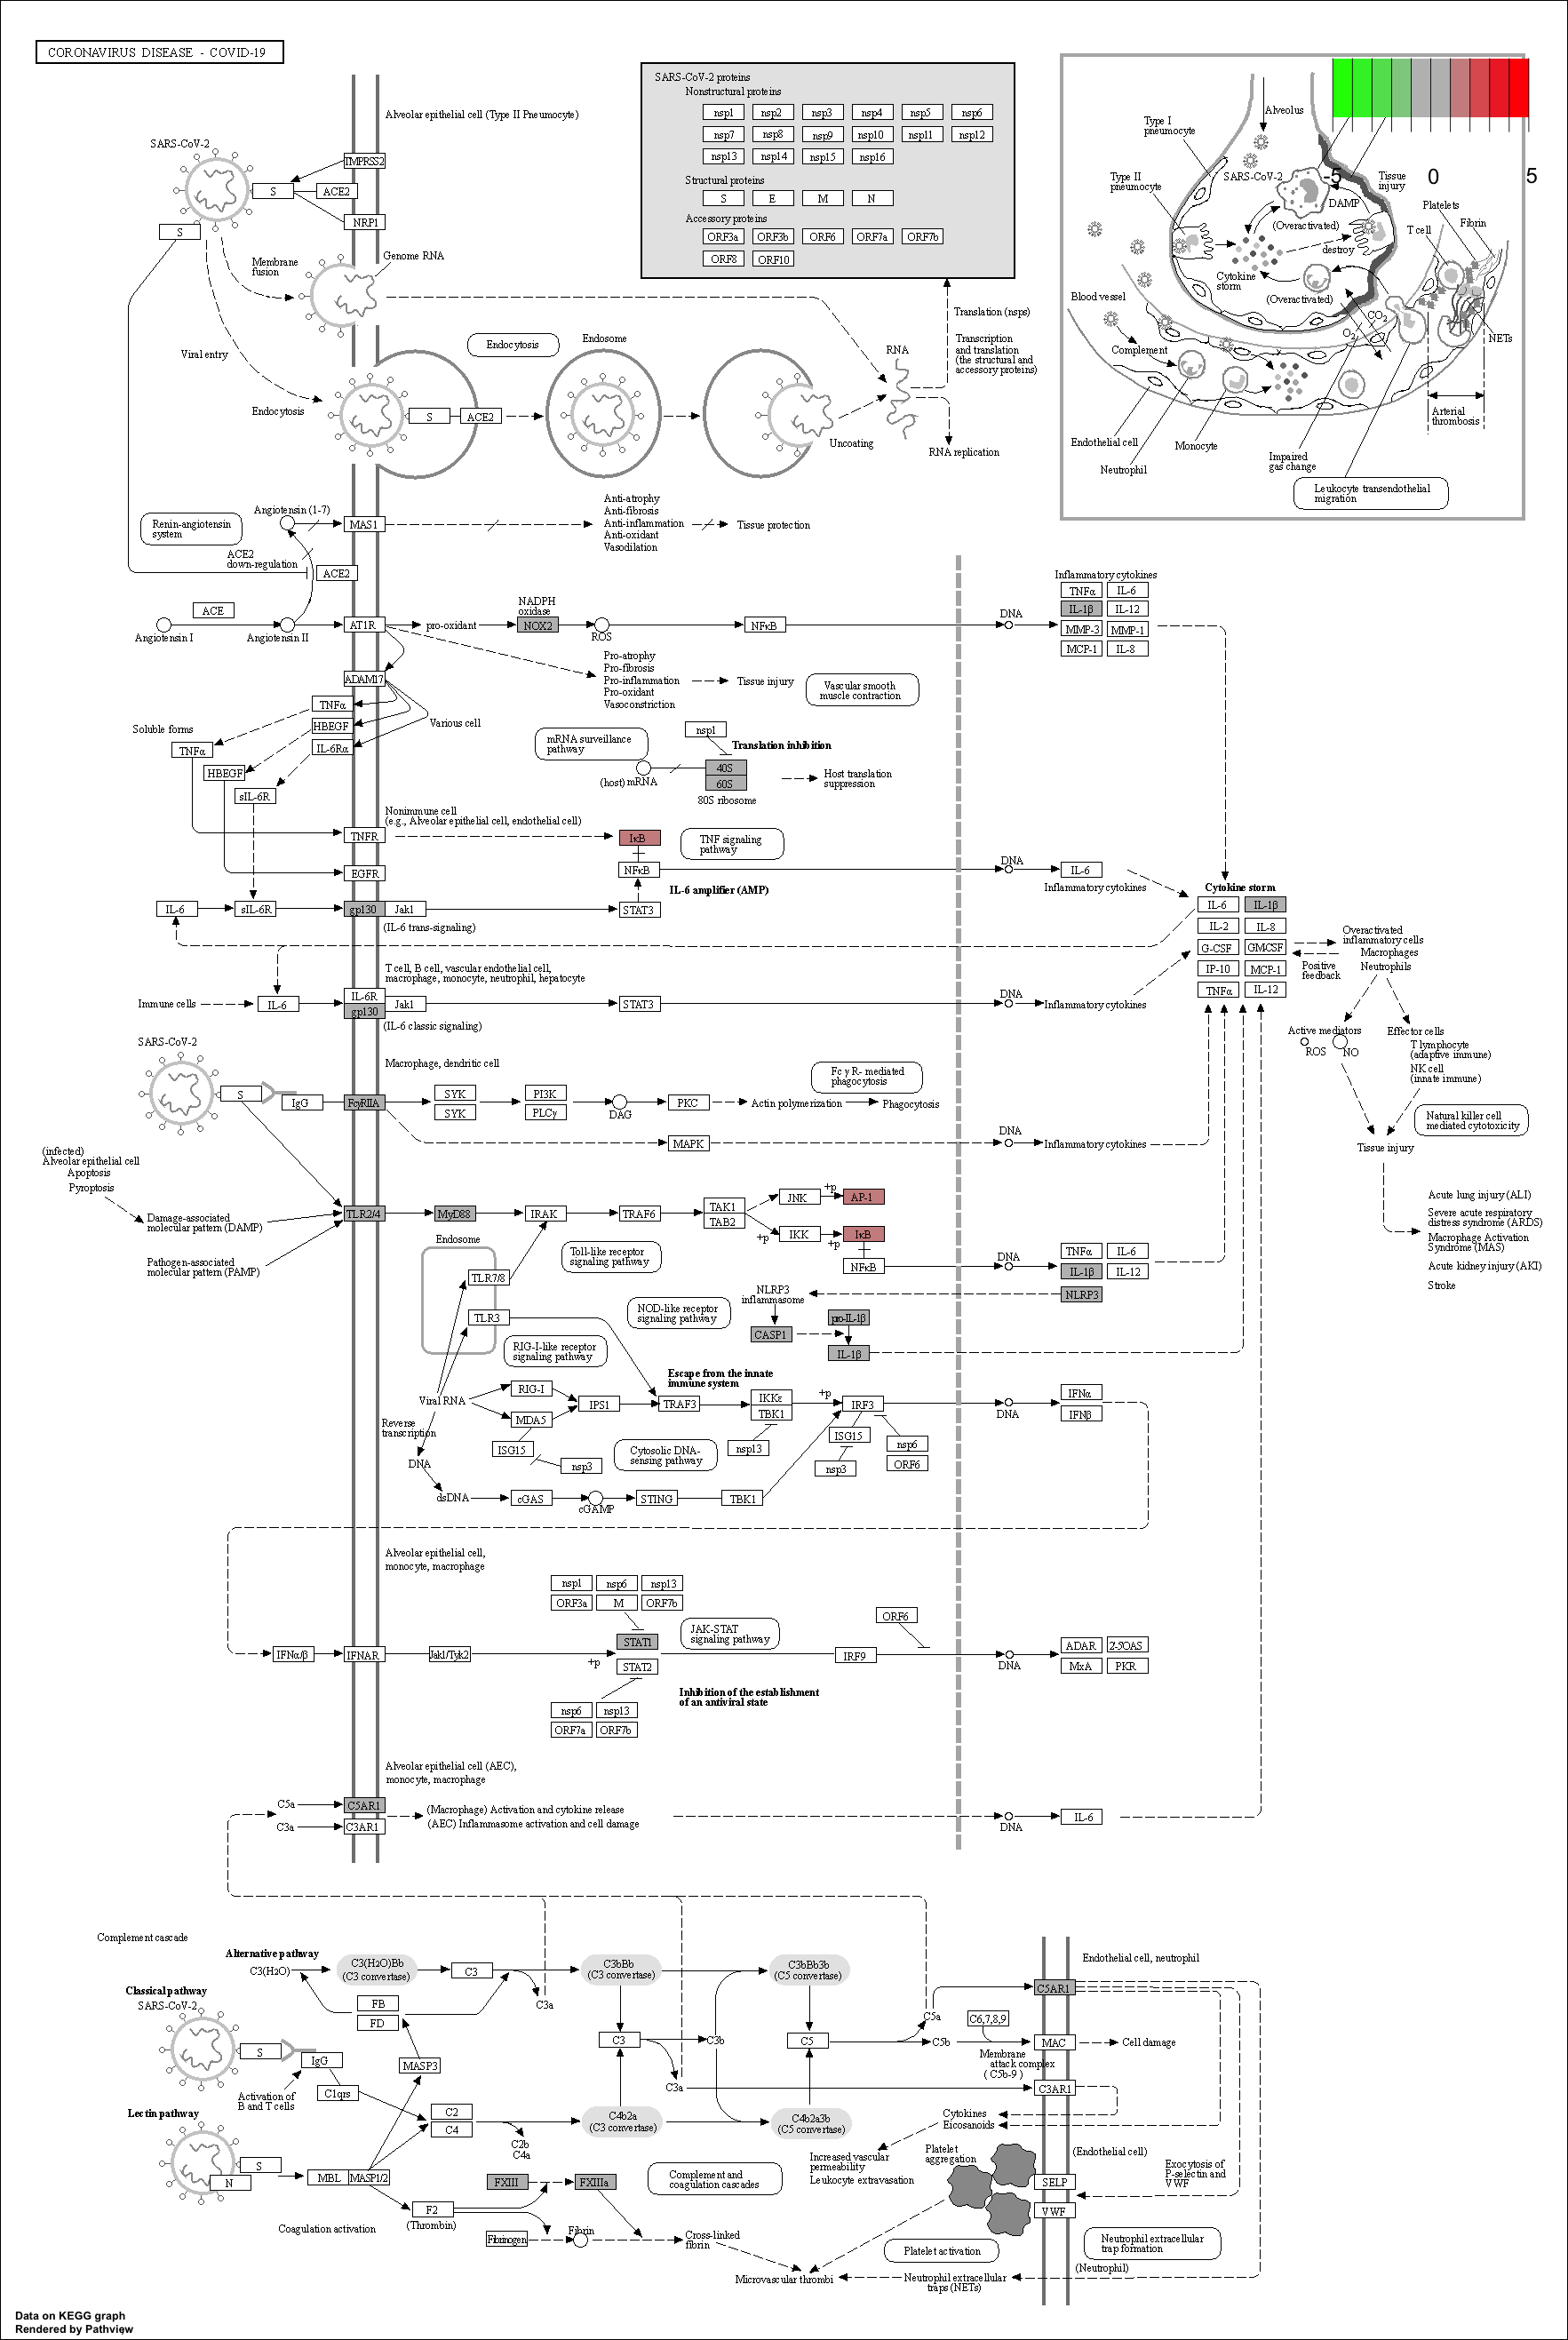 CORONAVIRUS DISEASE - COVID-19
Alveolar epithelial cell (Type II Pneumocyte)
SARS-CoV-2
TMPRSS2
S
ACE2
NRP1
S
Membrane
fusion
Genome RNA
Viral entry
Endocytosis
S
ACE2
Endocytosis
Endosome
Uncoating
RNA
RNA replication
Translation (nsps)
Transcription
and translation
(the structural and
accessory proteins)
SARS-CoV-2 proteins
Nonstructural proteins
nsp1 nsp2 nsp3 nsp4 nsp5 nsp6
nsp7 nsp8 nsp9 nsp10 nsp11 nsp12
nsp13 nsp14 nsp15 nsp16
Structural proteins
S E M N
Accessory proteins
ORF3a ORF3b ORF6 ORF7a ORF7b
ORF8 ORF10
-5 0 5
Alveolus
Type I
pneumocyte
Type II
pneumocyte
SARS-CoV-2
DAMP
Tissue
injury
(Overactivated)
destroy
Cytokine
storm
(Overactivated)
Platelets
Fibrin
T cell
Blood vessel
Complement
CO2
O2
NETs
Arterial
thrombosis
Endothelial cell
Neutrophil
Monocyte
Impaired
gas change
Leukocyte transendothelial
migration
Renin-angiotensin
system
Angiotensin (1-7)
MAS1
Anti-atrophy
Anti-fibrosis
Anti-inflammation
Anti-oxidant
Vasodilation
Tissue protection
ACE2
down-regulation
ACE2
ACE
Angiotensin I
Angiotensin II
AT1R
pro-oxidant
NADPH
oxidase
NOX2
ROS
NFκB
DNA
Inflammatory cytokines
TNFα IL-6
IL-1β IL-12
MMP-3 MMP-1
MCP-1 IL-8
Pro-atrophy
Pro-fibrosis
Pro-inflammation
Pro-oxidant
Vasoconstriction
Tissue injury
Vascular smooth
muscle contraction
ADAM17
TNFα
HBEGF
IL-6Rα
Various cell
Soluble forms
TNFα
HBEGF
sIL-6R
mRNA surveillance
pathway
nsp1
Translation inhibition
(host) mRNA
40S
60S
80S ribosome
Host translation
suppression
Nonimmune cell
(e.g., Alveolar epithelial cell, endothelial cell)
TNFR
IκB
TNF signaling
pathway
EGFR
NFκB
DNA
IL-6
Inflammatory cytokines
IL-6 amplifier (AMP)
IL-6
sIL-6R
gp130
Jak1
STAT3
(IL-6 trans-signaling)
Cytokine storm
IL-6 IL-1β
IL-2 IL-8
G-CSF GMCSF
IP-10 MCP-1
TNFα IL-12
Positive
feedback
Overactivated
inflammatory cells
Macrophages
Neutrophils
T cell, B cell, vascular endothelial cell,
macrophage, monocyte, neutrophil, hepatocyte
Immune cells
IL-6
IL-6R
gp130
Jak1
STAT3
DNA
Inflammatory cytokines
(IL-6 classic signaling)
Active mediators
ROS NO
Effector cells
T lymphocyte
(adaptive immune)
NK cell
(innate immune)
Natural killer cell
mediated cytotoxicity
Tissue injury
SARS-CoV-2
Macrophage, dendritic cell
S
IgG
FcγRIIA
SYK
SYK
PI3K
PLCγ
DAG
PKC
Actin polymerization
Phagocytosis
Fc γ R- mediated
phagocytosis
MAPK
DNA
Inflammatory cytokines
(infected)
Alveolar epithelial cell
Apoptosis
Pyroptosis
Damage-associated
molecular pattern (DAMP)
Pathogen-associated
molecular pattern (PAMP)
TLR2/4
MyD88
IRAK
TRAF6
TAK1
TAB2
JNK
+p
AP-1
+p
IKK
+p
IκB
NFκB
DNA
TNFα IL-6
IL-1β IL-12
NLRP3
Acute lung injury (ALI)
Severe acute respiratory
distress syndrome (ARDS)
Macrophage Activation
Syndrome (MAS)
Acute kidney injury (AKI)
Stroke
Endosome
TLR7/8
TLR3
Toll-like receptor
signaling pathway
NOD-like receptor
signaling pathway
NLRP3
inflammasome
CASP1
pro-IL-1β
IL-1β
RIG-I-like receptor
signaling pathway
Escape from the innate
immune system
Viral RNA
RIG-I
MDA5
IPS1
TRAF3
IKKε
TBK1
+p
IRF3
DNA
IFNα
IFNβ
Reverse
transcription
ISG15
nsp3
Cytosolic DNA-
sensing pathway
nsp13
ISG15
nsp3
nsp6
ORF6
DNA
dsDNA
cGAS
cGAMP
STING
TBK1
Alveolar epithelial cell,
monocyte, macrophage
nsp1 nsp6 nsp13
ORF3a M ORF7b
IFNα/β
IFNAR
Jak1/Tyk2
+p
STAT1
STAT2
JAK-STAT
signaling pathway
IRF9
ORF6
DNA
ADAR 2-5'OAS
MxA PKR
nsp6 nsp13
ORF7a ORF7b
Inhibition of the establishment
of an antiviral state
Alveolar epithelial cell (AEC),
monocyte, macrophage
C5a
C5AR1
C3a
C3AR1
(Macrophage) Activation and cytokine release
(AEC) Inflammasome activation and cell damage
DNA
IL-6
Complement cascade
Alternative pathway
C3(H2O)
C3(H2O)Bb
(C3 convertase)
C3
C3a
C3bBb
(C3 convertase)
C3bBb3b
(C5 convertase)
FB
FD
Classical pathway
SARS-CoV-2
S
IgG
MASP3
Activation of
B and T cells
C1qrs
C3
C3b
C3a
C5
C5a
C5b
C6,7,8,9
Membrane
attack complex
( C5b-9 )
Endothelial cell, neutrophil
C5AR1
MAC
Cell damage
C3AR1
Lectin pathway
S
N
MBL MASP1/2
C2
C4
C2b
C4a
C4b2a
(C3 convertase)
C4b2a3b
(C5 convertase)
Cytokines
Eicosanoids
Increased vascular
permeability
Leukocyte extravasation
Platelet
aggregation
(Endothelial cell)
SELP
VWF
Exocytosis of
P-selectin and
VWF
FXIII
FXIIIa
Complement and
coagulation cascades
F2
(Thrombin)
Coagulation activation
Fibrinogen
Fibrin
Cross-linked
fibrin
Platelet activation
Neutrophil extracellular
trap formation
(Neutrophil)
Microvascular thrombi
Neutrophil extracellular
traps (NETs)
Data on KEGG graph
Rendered by Pathview